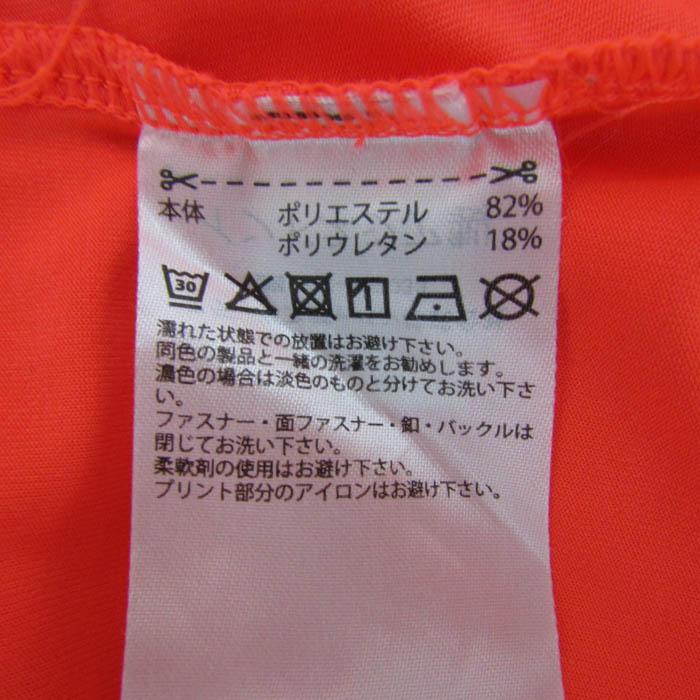 本体 ポリエステル 82%
ポリウレタン 18%
30
濡れた状態での放置はお避け下さい。
同色の製品と一緒の洗濯をお勧めします。
濃色の場合は淡色のものと分けてお洗い下さ
い。
ファスナー・面ファスナー・釦・バックルは
閉じてお洗い下さい。
柔軟剤の使用はお避け下さい。
プリント部分のアイロンはお避け下さい。